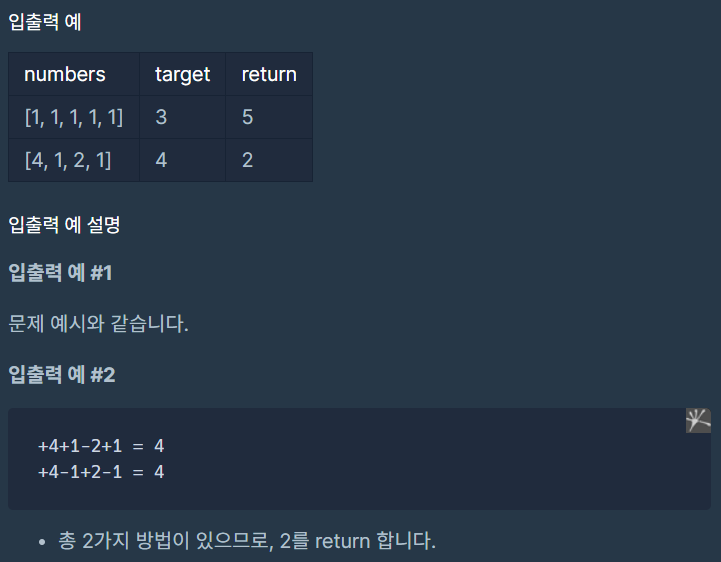 입출력 예
numbers target return
[1, 1, 1, 1, 1] 3 5
[4, 1, 2, 1] 4 2
입출력 예 설명
입출력 예 #1
문제 예시와 같습니다.
입출력 예 #2
+4+1-2+1 = 4
+4-1+2-1 = 4
• 총 2가지 방법이 있으므로, 2를 return 합니다.